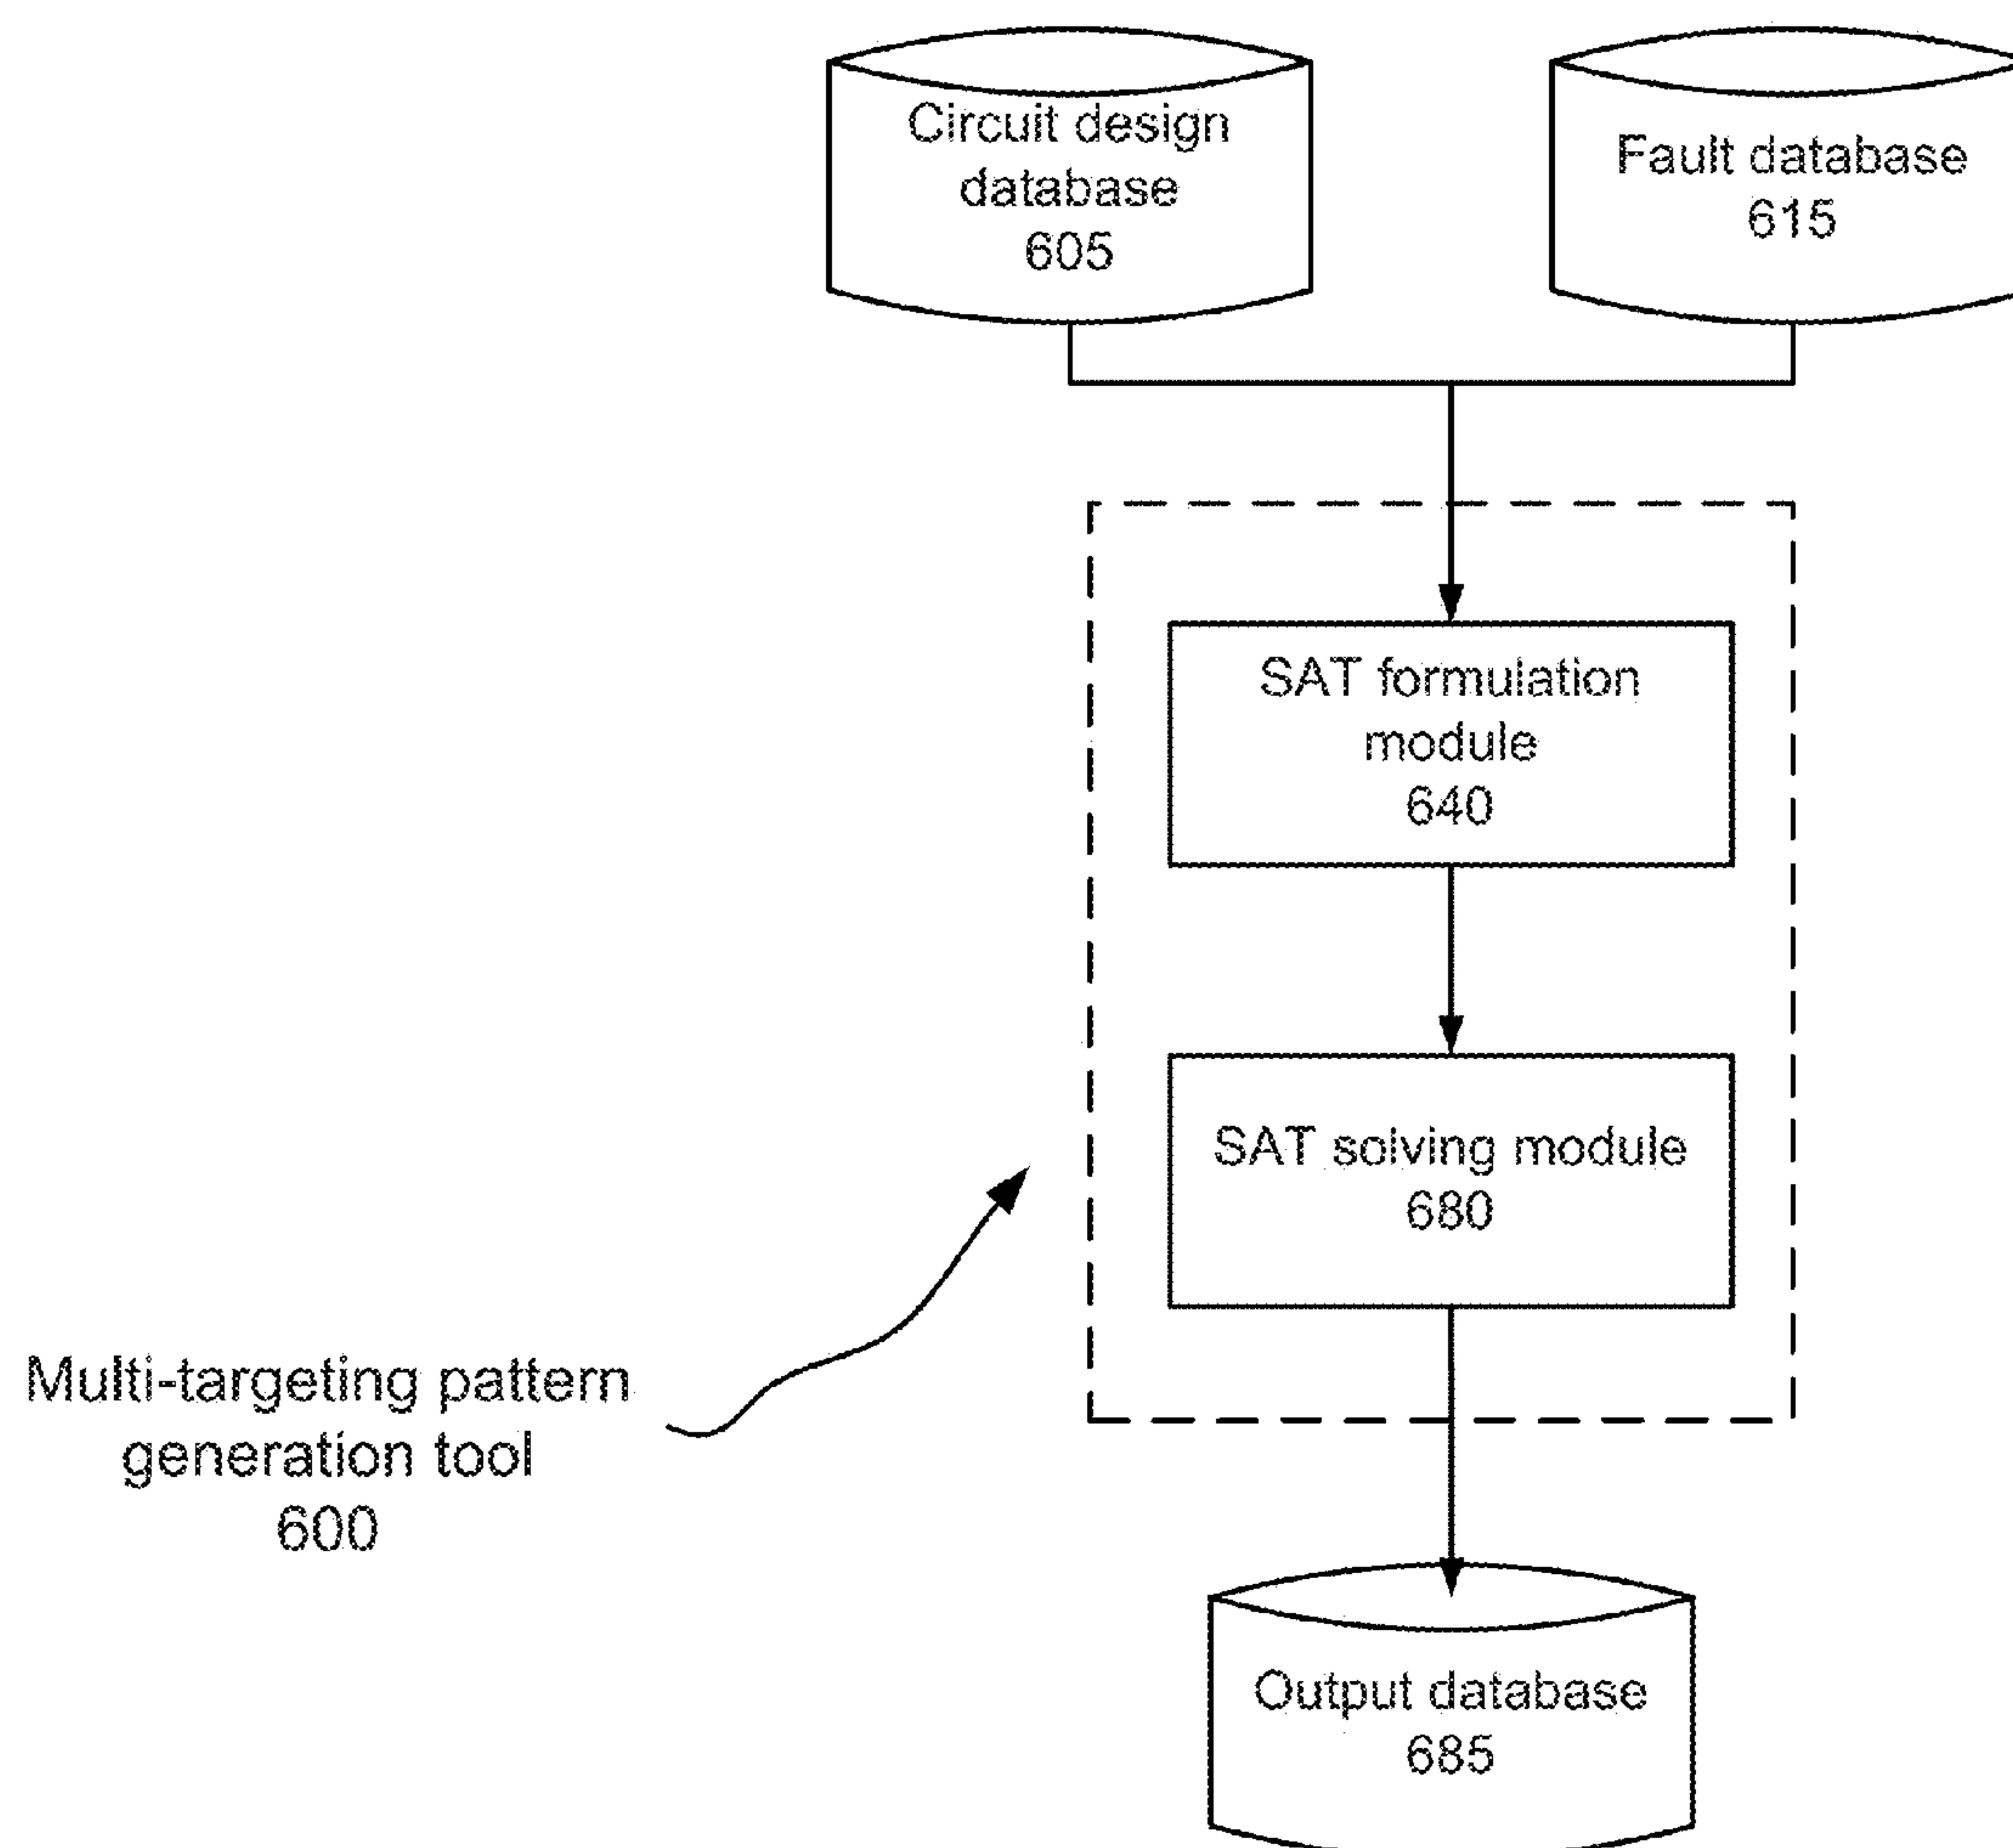 Circuit design
database
605
Fault database
615
SAT formulation
module
640
SAT solving module
680
Multi-targeting pattern
generation tool
600
Output database
685